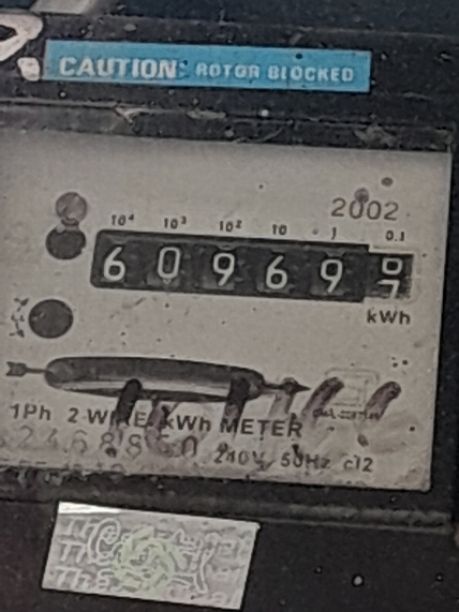 CAUTION: ROTOR BLOCKED
2002
10⁴ 10³ 10² 10 1 0.1
6 0 9 6 9
kWh
1Ph 2 WIRE kWh METER
240V 50Hz cl2